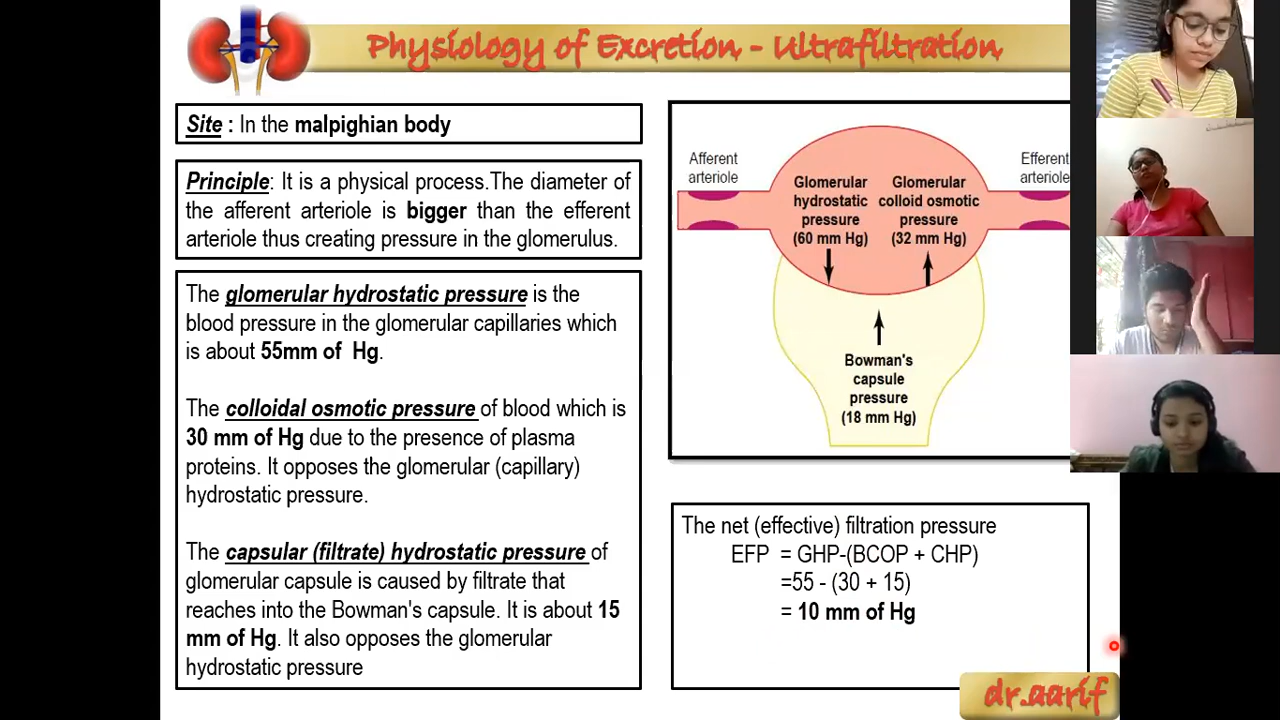 Physiology of Excretion - Ultrafiltration
Site : In the malpighian body
Principle: It is a physical process.The diameter of
the afferent arteriole is bigger than the efferent
arteriole thus creating pressure in the glomerulus.
The glomerular hydrostatic pressure is the
blood pressure in the glomerular capillaries which
is about 55mm of Hg.
The colloidal osmotic pressure of blood which is
30 mm of Hg due to the presence of plasma
proteins. It opposes the glomerular (capillary)
hydrostatic pressure.
The capsular (filtrate) hydrostatic pressure of
glomerular capsule is caused by filtrate that
reaches into the Bowman's capsule. It is about 15
mm of Hg. It also opposes the glomerular
hydrostatic pressure
Afferent
arteriole
Glomerular
hydrostatic
pressure
(60 mm Hg)
Glomerular
colloid osmotic
pressure
(32 mm Hg)
Efferent
arteriole
Bowman's
capsule
pressure
(18 mm Hg)
The net (effective) filtration pressure
EFP = GHP-(BCOP + CHP)
=55 - (30 + 15)
= 10 mm of Hg
dr.aarif